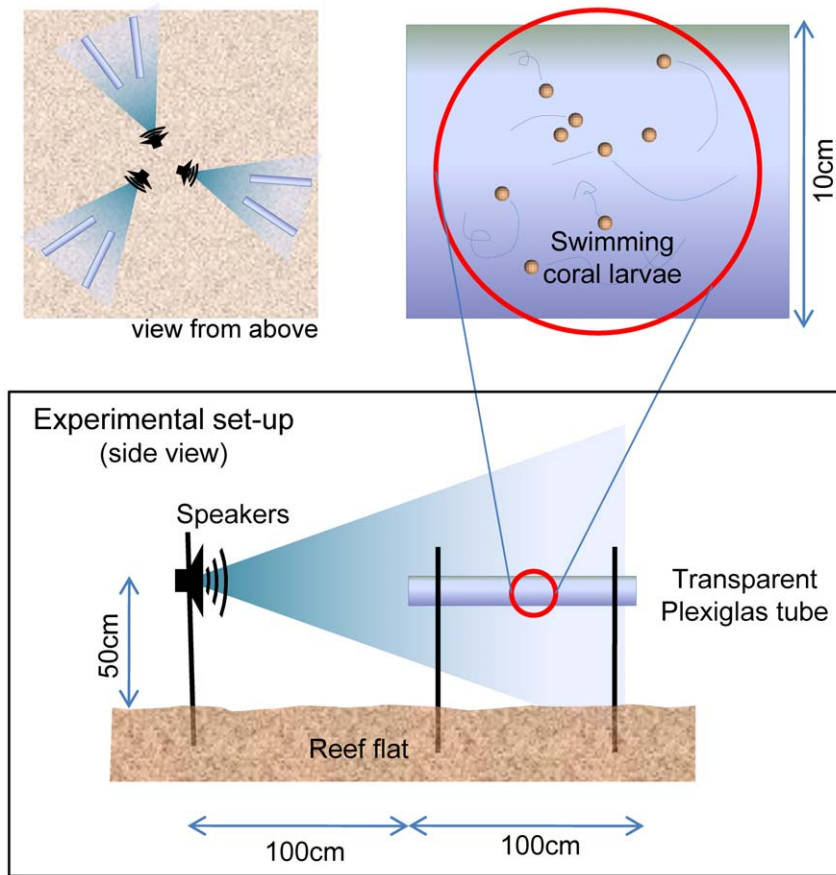 view from above
Swimming
coral larvae
10cm
Experimental set-up
(side view)
Speakers
50cm
Transparent
Plexiglas tube
Reef flat
100cm
100cm